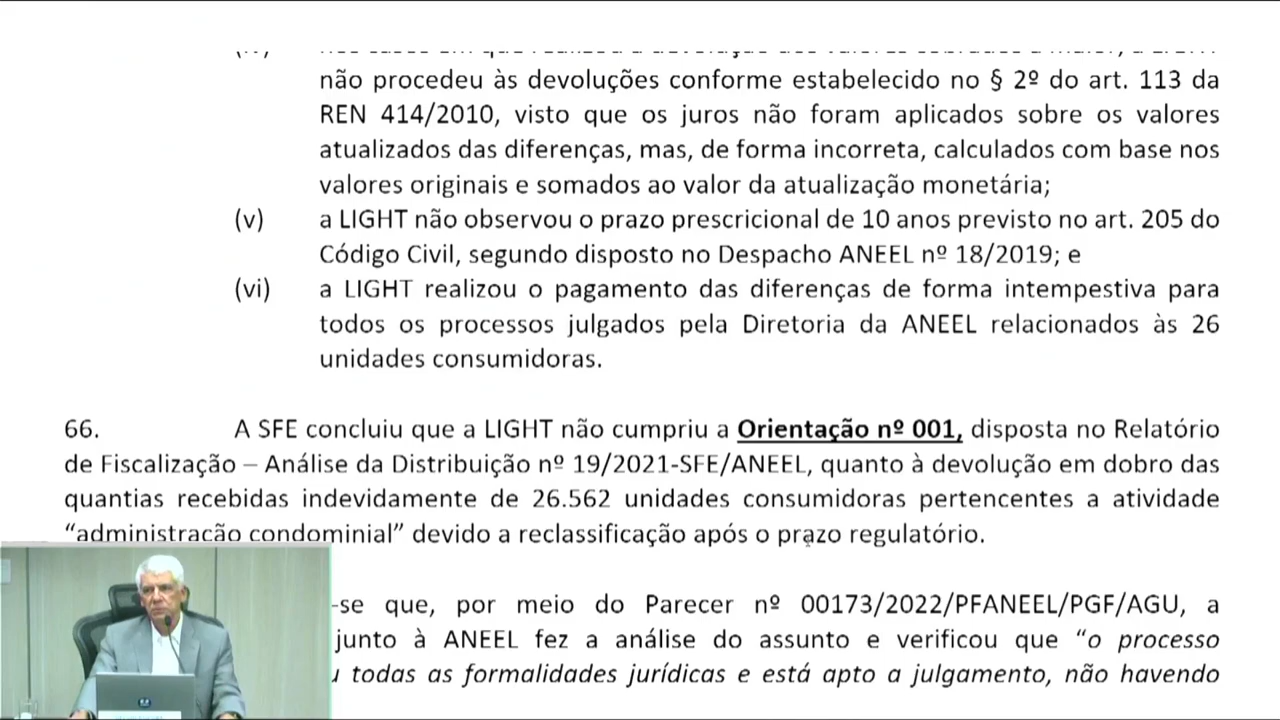 não procedeu às devoluções conforme estabelecido no § 2º do art. 113 da
REN 414/2010, visto que os juros não foram aplicados sobre os valores
atualizados das diferenças, mas, de forma incorreta, calculados com base nos
valores originais e somados ao valor da atualização monetária;
(v) a LIGHT não observou o prazo prescricional de 10 anos previsto no art. 205 do
Código Civil, segundo disposto no Despacho ANEEL nº 18/2019; e
(vi) a LIGHT realizou o pagamento das diferenças de forma intempestiva para
todos os processos julgados pela Diretoria da ANEEL relacionados às 26
unidades consumidoras.
66. A SFE concluiu que a LIGHT não cumpriu a Orientação nº 001, disposta no Relatório
de Fiscalização – Análise da Distribuição nº 19/2021-SFE/ANEEL, quanto à devolução em dobro das
quantias recebidas indevidamente de 26.562 unidades consumidoras pertencentes a atividade
“administração condominial” devido a reclassificação após o prazo regulatório.
-se que, por meio do Parecer nº 00173/2022/PFANEEL/PGF/AGU, a
junto à ANEEL fez a análise do assunto e verificou que “o processo
todas as formalidades jurídicas e está apto a julgamento, não havendo